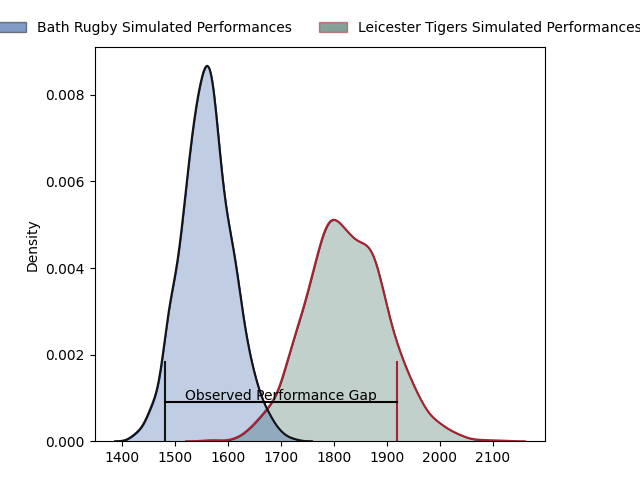 Bath Rugby Simulated Performances
Leicester Tigers Simulated Performances
0.008
0.006
0.004
0.002
0.000
Density
Observed Performance Gap
1400 1500 1600 1700 1800 1900 2000 2100